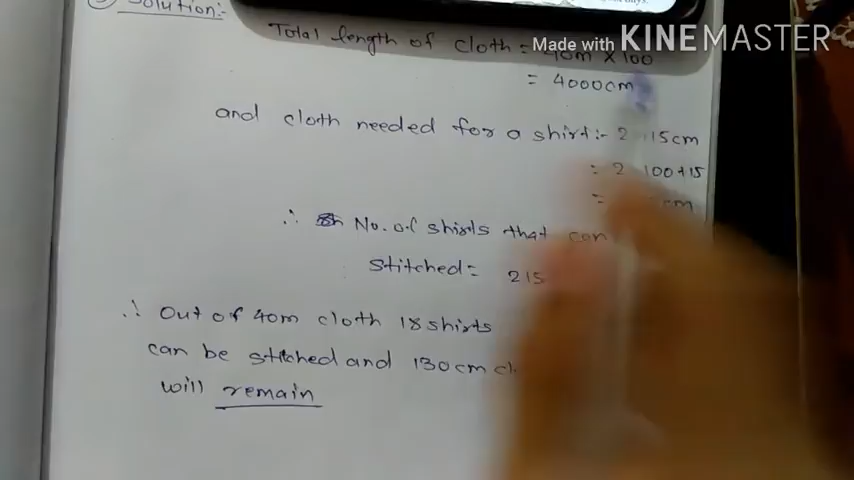 Solution:-
Total length of cloth = 40m x 100
= 4000cm
and cloth needed for a shirt:- 2 15cm
= 2 100+15
= cm
∴ No. of shirts that can
stitched= 215
∴ Out of 40m cloth 18 shirts
can be stitched and 130cm
will remain
Made with KINEMASTER
days.